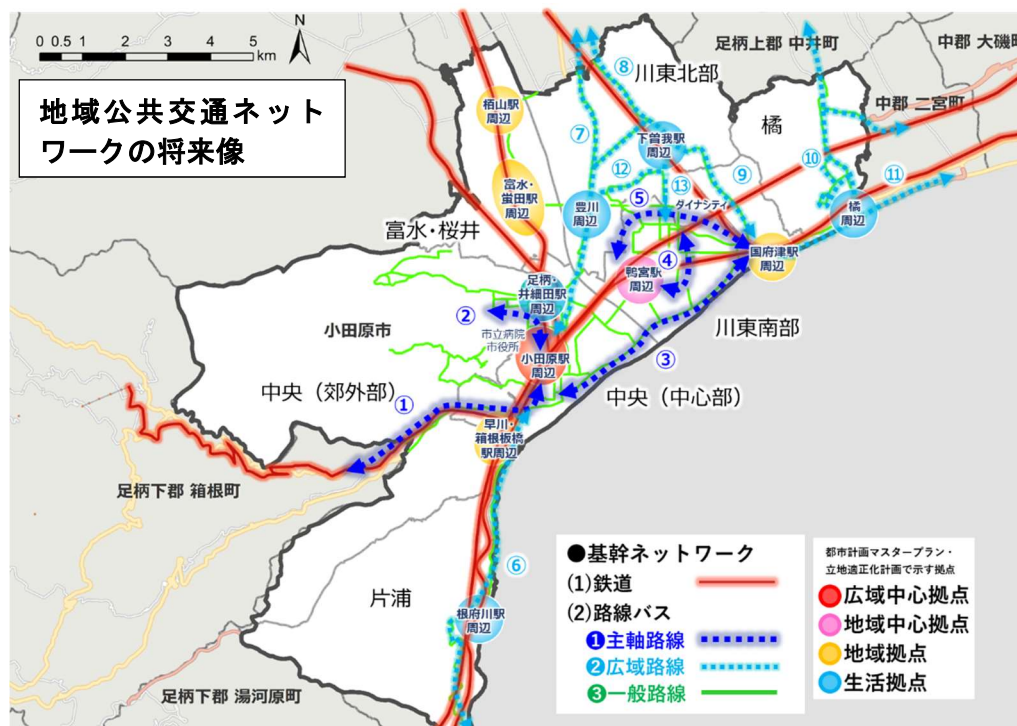 0 0.5 1 2 3 4 5
km
N
地域公共交通ネット
ワークの将来像
足柄上郡 中井町
中郡 大磯町
中郡 二宮町
川東北部
橘
栢山駅
周辺
⑦
⑧
下曽我駅
周辺
富水・
蛍田駅
周辺
⑫
⑬
⑨
⑩
⑪
豊川
周辺
⑤
ダイナシティ
橘
周辺
富水・桜井
④
国府津駅
周辺
鴨宮駅
周辺
足柄・
井細田駅
周辺
②
小田原市
市立病院
市役所
小田原駅
周辺
川東南部
③
中央（郊外部）
①
中央（中心部）
早川・
箱根板橋
駅周辺
足柄下郡 箱根町
⑥
片浦
根府川駅
周辺
足柄下郡 湯河原町
●基幹ネットワーク
(1)鉄道
(2)路線バス
❶主軸路線
❷広域路線
❸一般路線
都市計画マスタープラン・
立地適正化計画で示す拠点
広域中心拠点
地域中心拠点
地域拠点
生活拠点